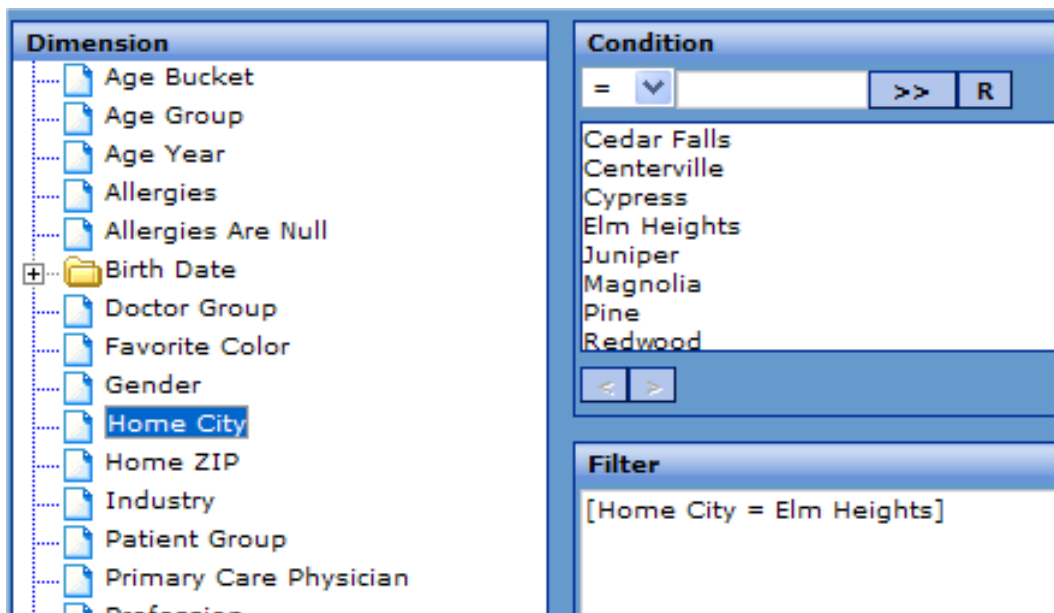 Dimension
Age Bucket
Age Group
Age Year
Allergies
Allergies Are Null
Birth Date
Doctor Group
Favorite Color
Gender
Home City
Home ZIP
Industry
Patient Group
Primary Care Physician
Profession
Condition
= >> R
Cedar Falls
Centerville
Cypress
Elm Heights
Juniper
Magnolia
Pine
Redwood
< >
Filter
[Home City = Elm Heights]